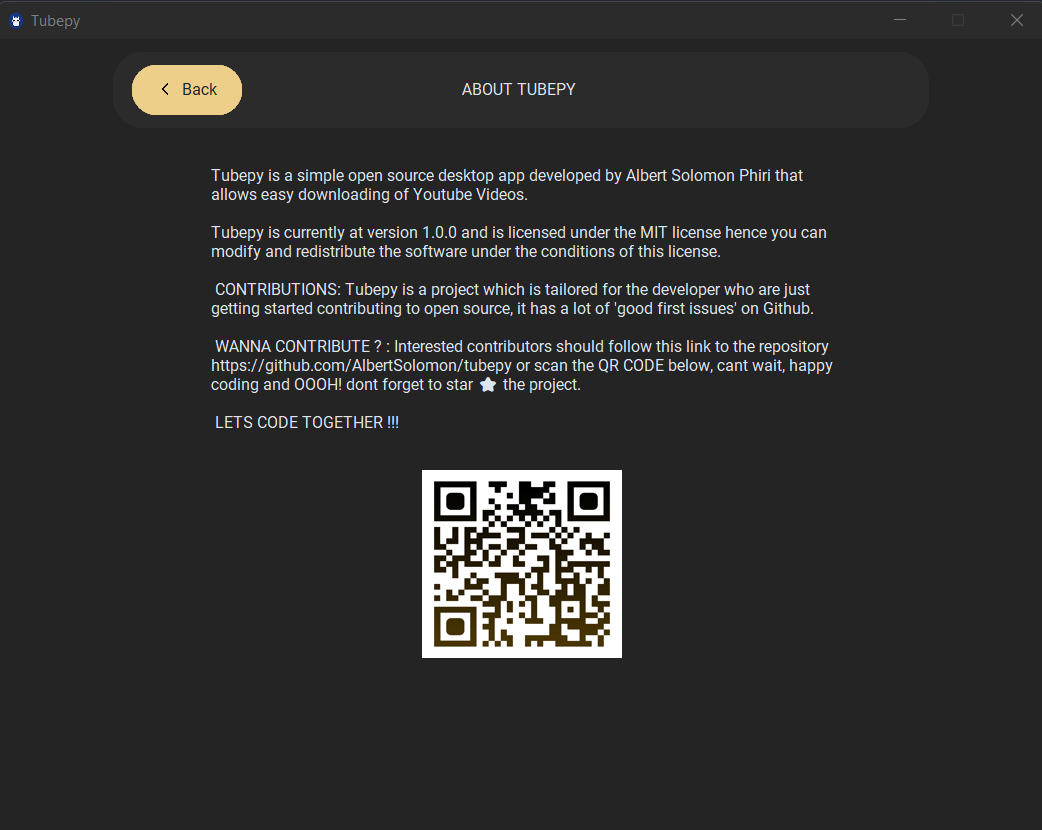 Tubepy
Back
ABOUT TUBEPY
Tubepy is a simple open source desktop app developed by Albert Solomon Phiri that
allows easy downloading of Youtube Videos.
Tubepy is currently at version 1.0.0 and is licensed under the MIT license hence you can
modify and redistribute the software under the conditions of this license.
CONTRIBUTIONS: Tubepy is a project which is tailored for the developer who are just
getting started contributing to open source, it has a lot of 'good first issues' on Github.
WANNA CONTRIBUTE ? : Interested contributors should follow this link to the repository
https://github.com/AlbertSolomon/tubepy or scan the QR CODE below, cant wait, happy
coding and OOOH! dont forget to star ⭐ the project.
LETS CODE TOGETHER !!!